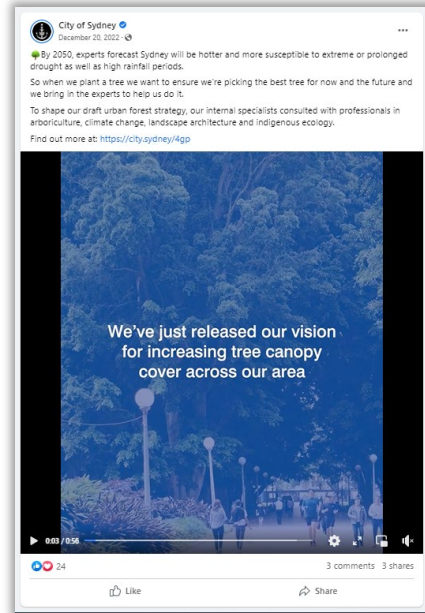 City of Sydney
December 20, 2022 ·
By 2050, experts forecast Sydney will be hotter and more susceptible to extreme or prolonged
drought as well as high rainfall periods.
So when we plant a tree we want to ensure we're picking the best tree for now and the future and
we bring in the experts to help us do it.
To shape our draft urban forest strategy, our internal specialists consulted with professionals in
arboriculture, climate change, landscape architecture and indigenous ecology.
Find out more at: https://city.sydney/4gp
We've just released our vision
for increasing tree canopy
cover across our area
0:03 / 0:56
24
3 comments 3 shares
Like
Share